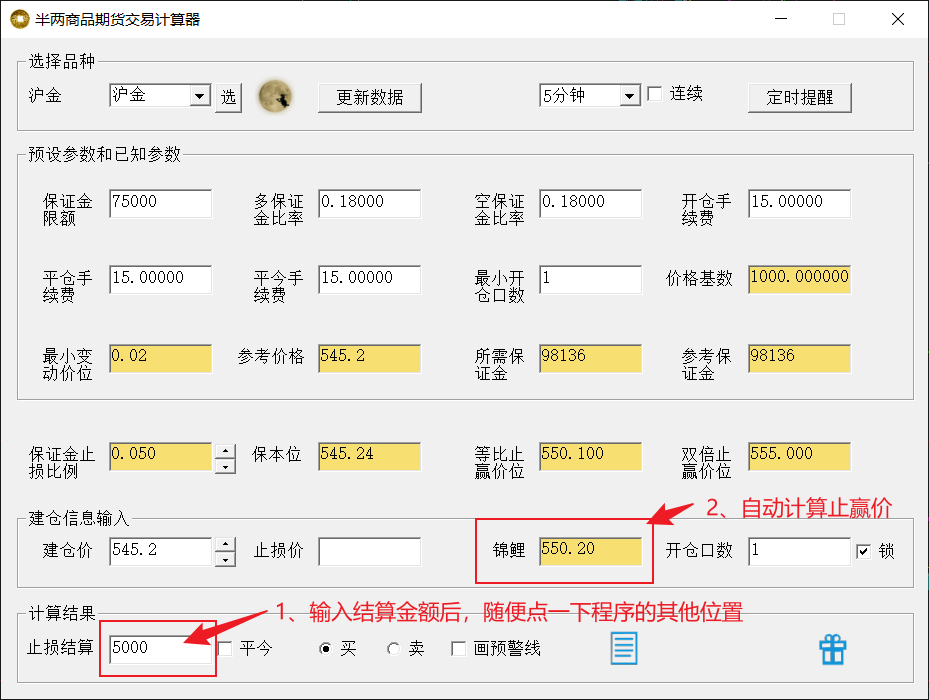 半两商品期货交易计算器
选择品种
沪金 沪金 选 更新数据 5分钟 连续 定时提醒
预设参数和已知参数
保证金限额 75000 多保证金比率 0.18000 空保证金比率 0.18000 开仓手续费 15.00000
平仓手续费 15.00000 平今手续费 15.00000 最小开仓口数 1 价格基数 1000.000000
最小变动价位 0.02 参考价格 545.2 所需保证金 98136 参考保证金 98136
保证金止损比例 0.050 保本位 545.24 等比止赢价位 550.100 双倍止赢价位 555.000
2、自动计算止赢价
建仓信息输入
建仓价 545.2 止损价 锦鲤 550.20 开仓口数 1 锁
1、输入结算金额后，随便点一下程序的其他位置
计算结果
止损结算 5000 平今 买 卖 画预警线